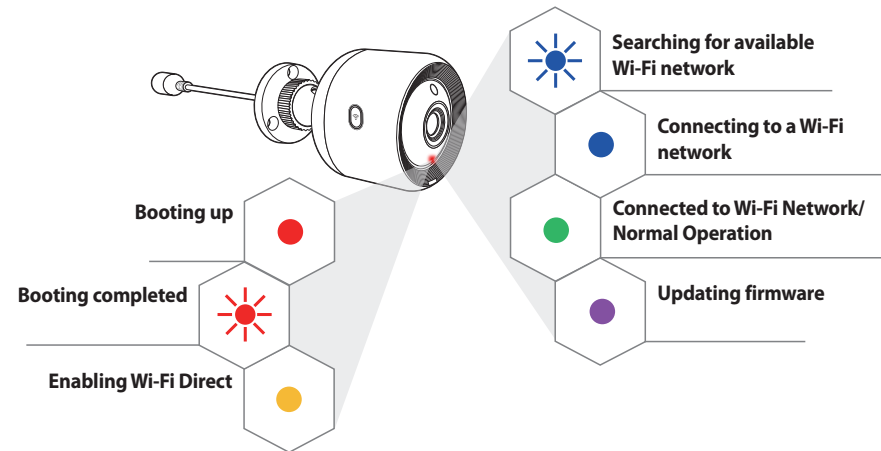 Searching for available
Wi-Fi network
Connecting to a Wi-Fi
network
Booting up
Connected to Wi-Fi Network/
Normal Operation
Booting completed
Updating firmware
Enabling Wi-Fi Direct